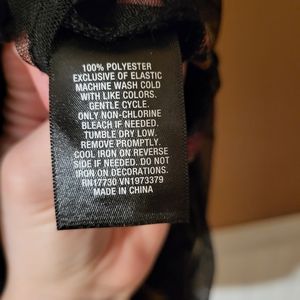 100% POLYESTER
EXCLUSIVE OF ELASTIC
MACHINE WASH COLD
WITH LIKE COLORS.
GENTLE CYCLE.
ONLY NON-CHLORINE
BLEACH IF NEEDED.
TUMBLE DRY LOW.
REMOVE PROMPTLY.
COOL IRON ON REVERSE
SIDE IF NEEDED. DO NOT
IRON ON DECORATIONS.
RN17730 VN1973379
MADE IN CHINA